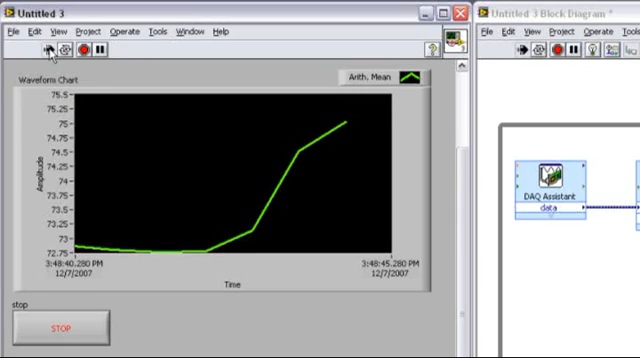 Untitled 3
File Edit View Project Operate Tools Window Help
Waveform Chart
Arith. Mean
75.5
75.25
75
74.75
74.5
74.25
74
73.75
73.5
73.25
73
72.75
Amplitude
3:48:40.280 PM
12/7/2007
3:48:45.280 PM
12/7/2007
Time
stop
STOP
Untitled 3 Block Diagram *
File Edit View Project Operate Tools
DAQ Assistant
data